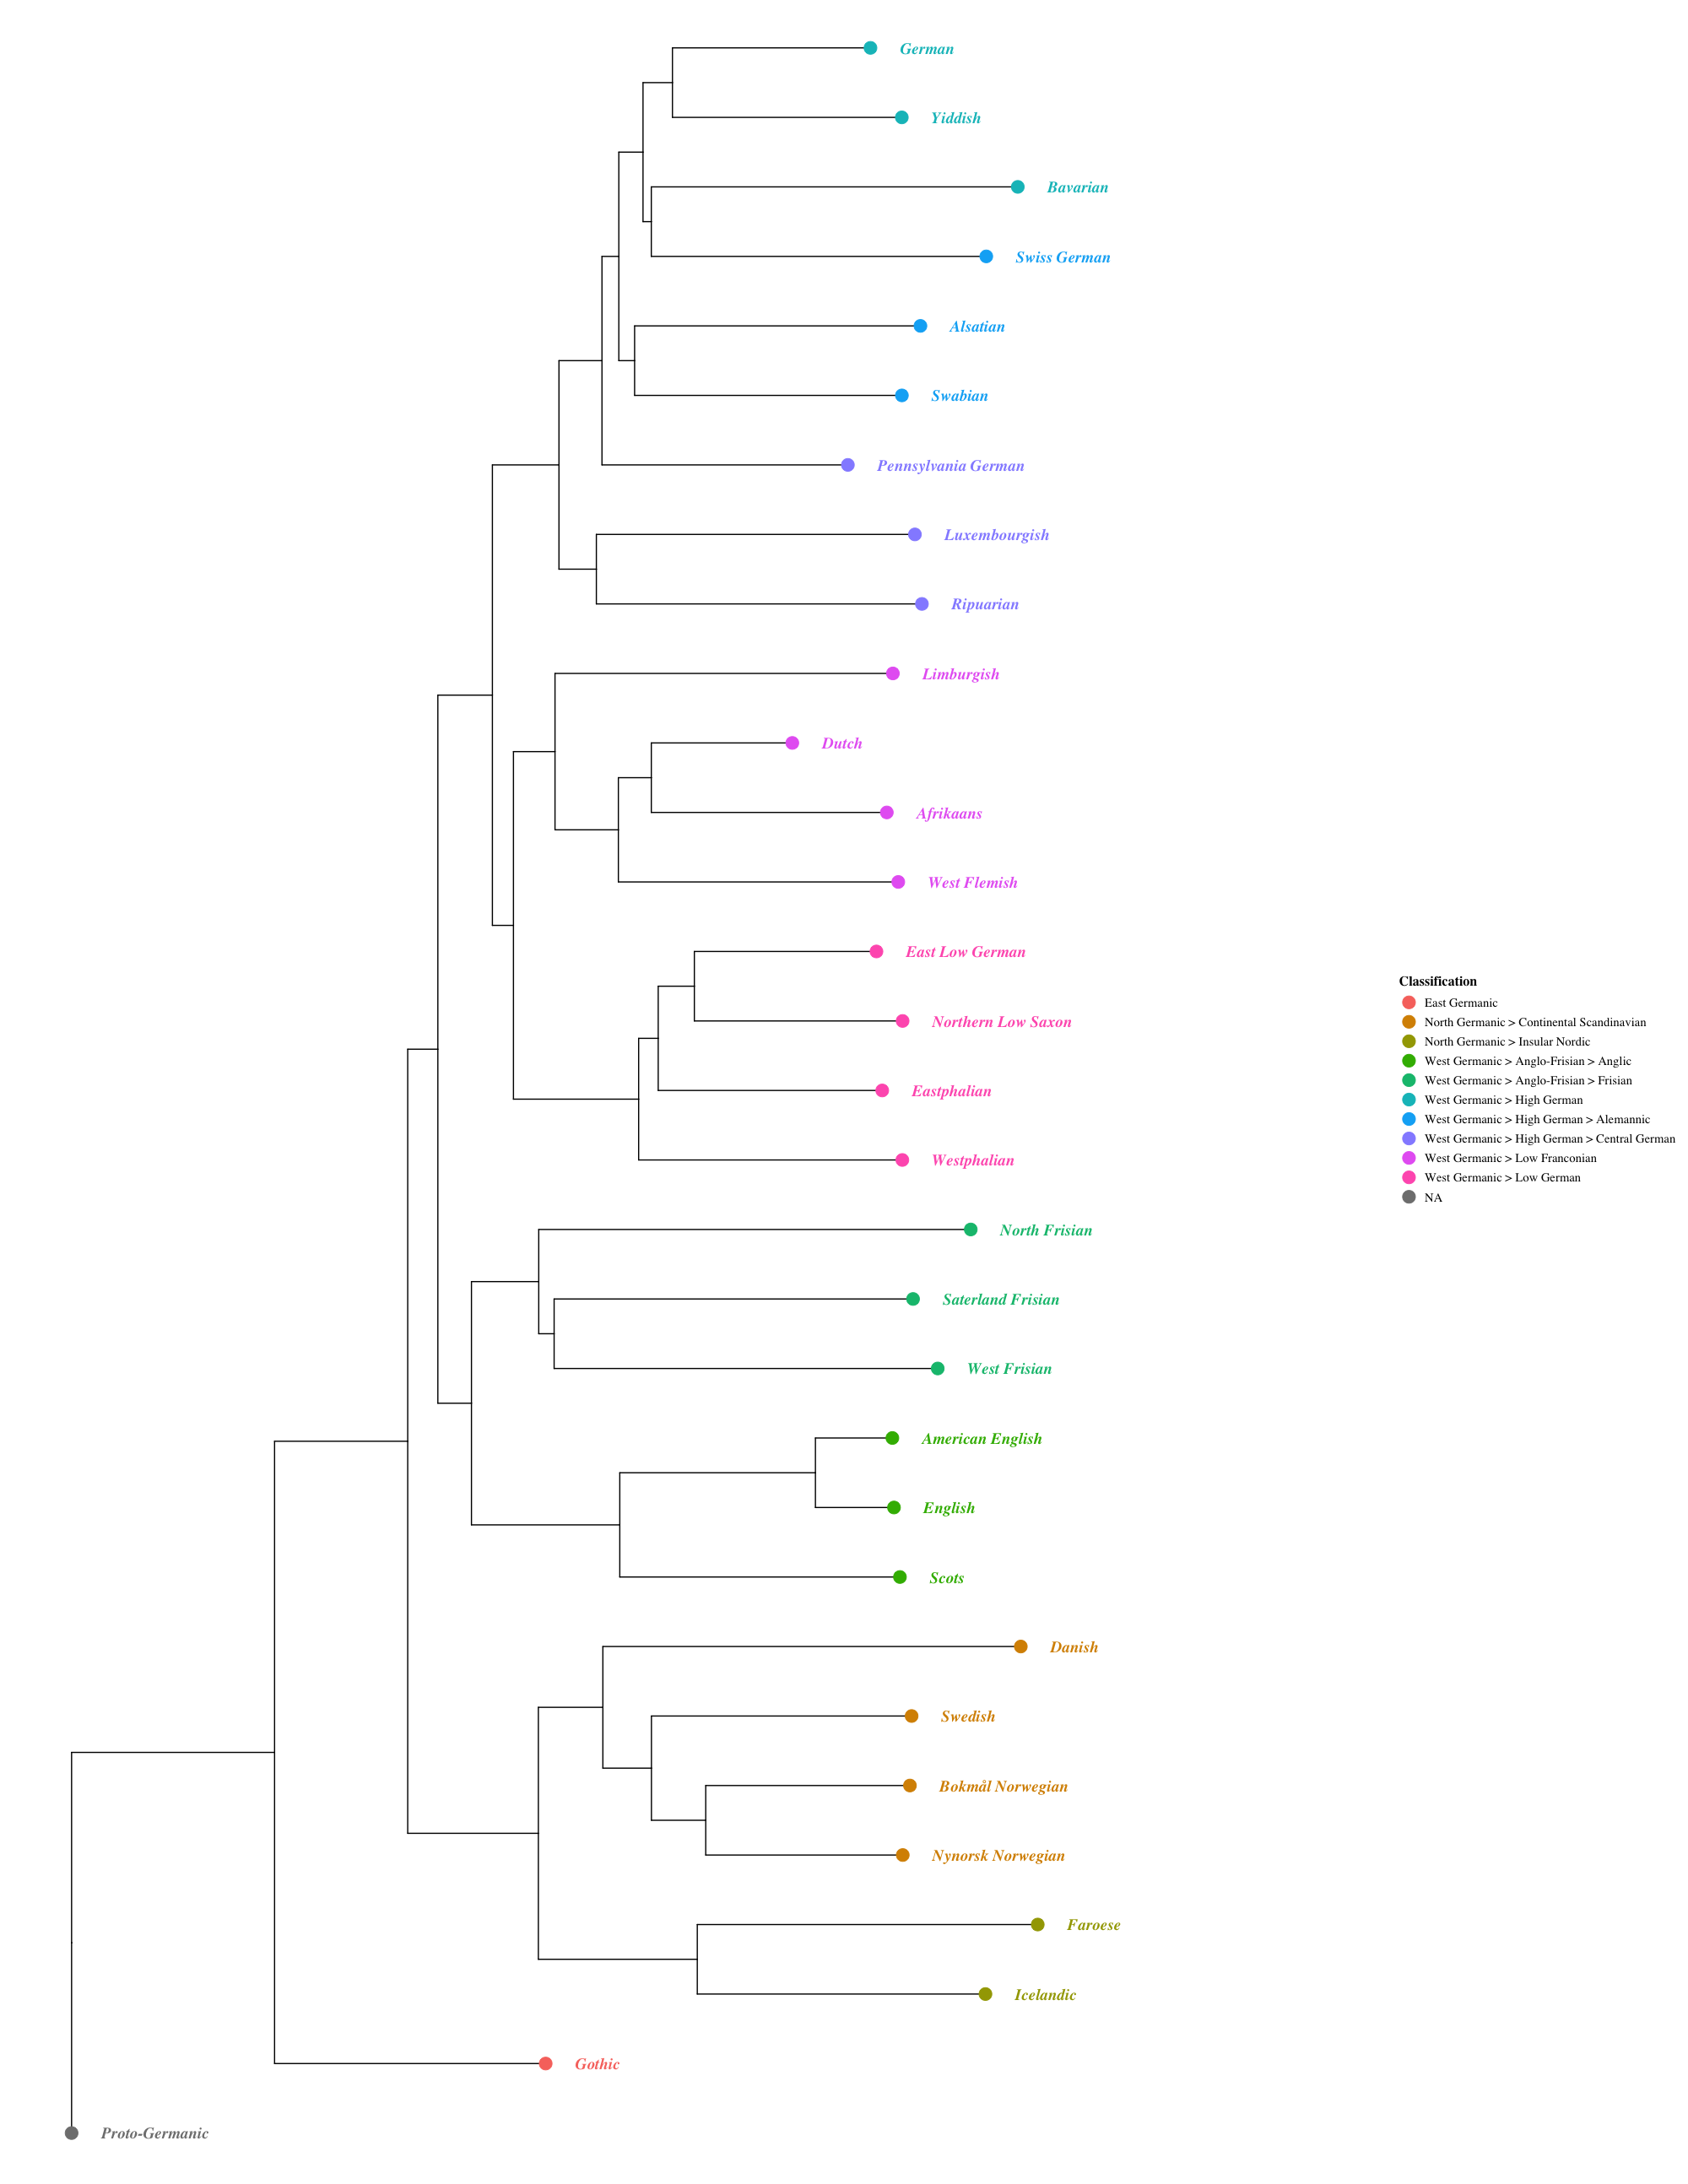 German
Yiddish
Bavarian
Swiss German
Alsatian
Swabian
Pennsylvania German
Luxembourgish
Ripuarian
Limburgish
Dutch
Afrikaans
West Flemish
East Low German
Northern Low Saxon
Eastphalian
Westphalian
North Frisian
Saterland Frisian
West Frisian
American English
English
Scots
Danish
Swedish
Bokmål Norwegian
Nynorsk Norwegian
Faroese
Icelandic
Gothic
Proto-Germanic
Classification
East Germanic
North Germanic > Continental Scandinavian
North Germanic > Insular Nordic
West Germanic > Anglo-Frisian > Anglic
West Germanic > Anglo-Frisian > Frisian
West Germanic > High German
West Germanic > High German > Alemannic
West Germanic > High German > Central German
West Germanic > Low Franconian
West Germanic > Low German
NA